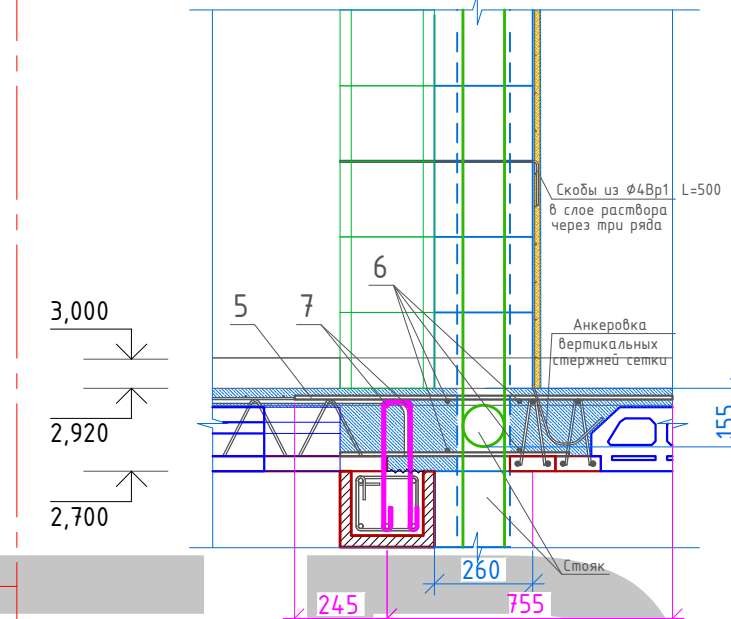 Скобы из Ф4Вр1 L=500
в слое раствора
через три ряда
6
3,000
5
7
Анкеровка
вертикальных
стержней сетки
2,920
155
2,700
Стояк
260
245
755